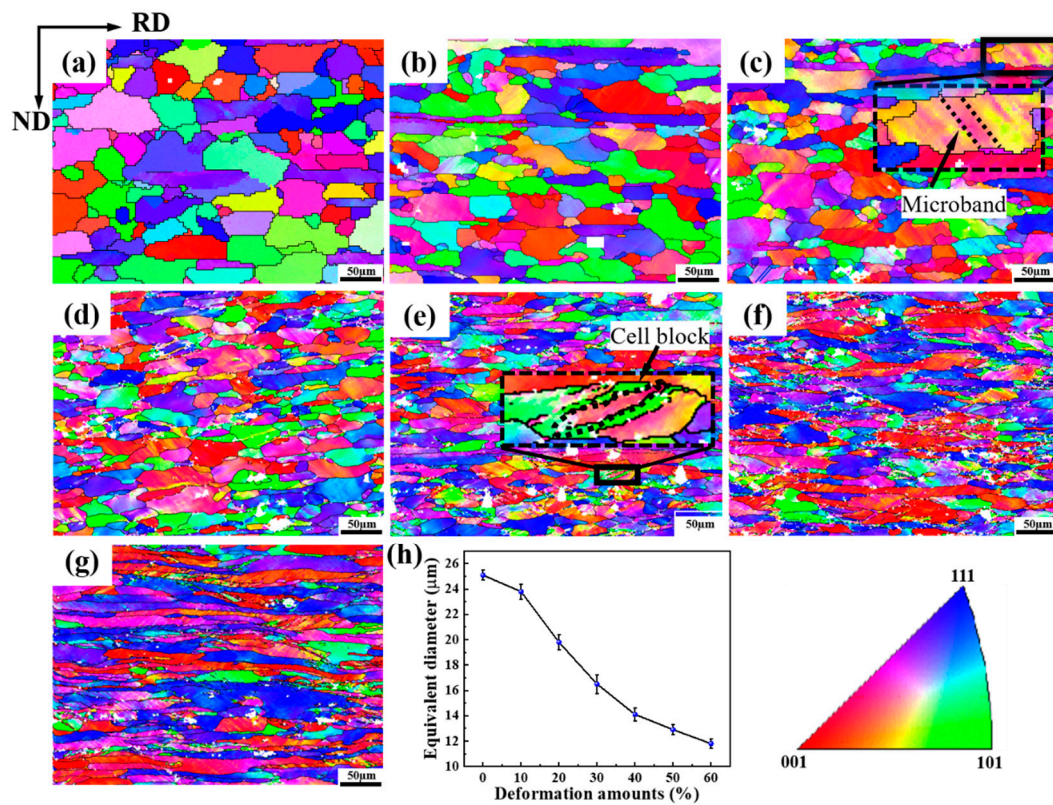 RD
ND
(a)
50μm
(b)
50μm
(c)
Microband
50μm
(d)
50μm
(e)
Cell block
50μm
(f)
50μm
(g)
50μm
(h)
Equivalent diameter (μm)
26
24
22
20
18
16
14
12
10
0 10 20 30 40 50 60
Deformation amounts (%)
111
001 101